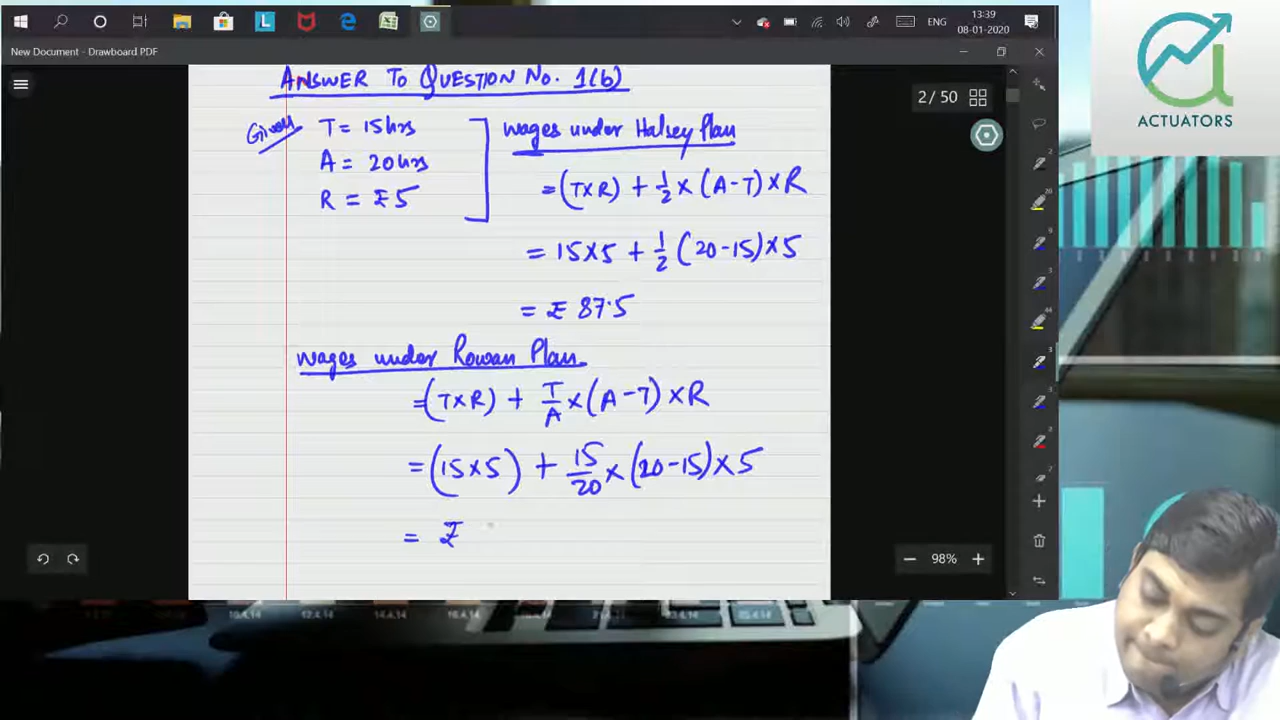 13:39
ENG
08-01-2020
New Document - Drawboard PDF
ANSWER TO QUESTION NO. 1(b)
2 / 50
Given
T = 15hrs
A = 20hrs
R = ₹5
wages under Halsey Plan
= (T×R) + 1/2 × (A-T) × R
= 15×5 + 1/2 (20-15)×5
= ₹ 87.5
wages under Rowan Plan
= (T×R) + T/A × (A-T) × R
= (15×5) + 15/20 × (20-15) × 5
= ₹
98%
ACTUATORS